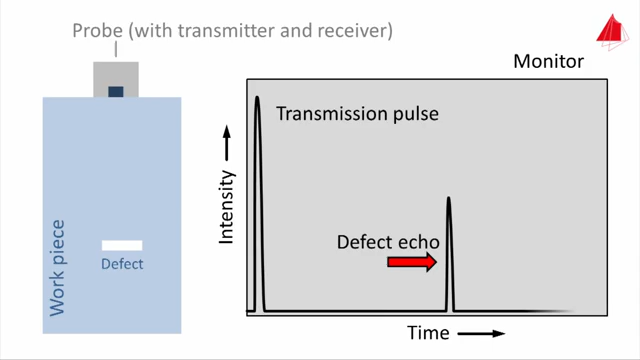 Probe (with transmitter and receiver)
Monitor
Transmission pulse
Intensity
Defect echo
Work piece
Defect
Time